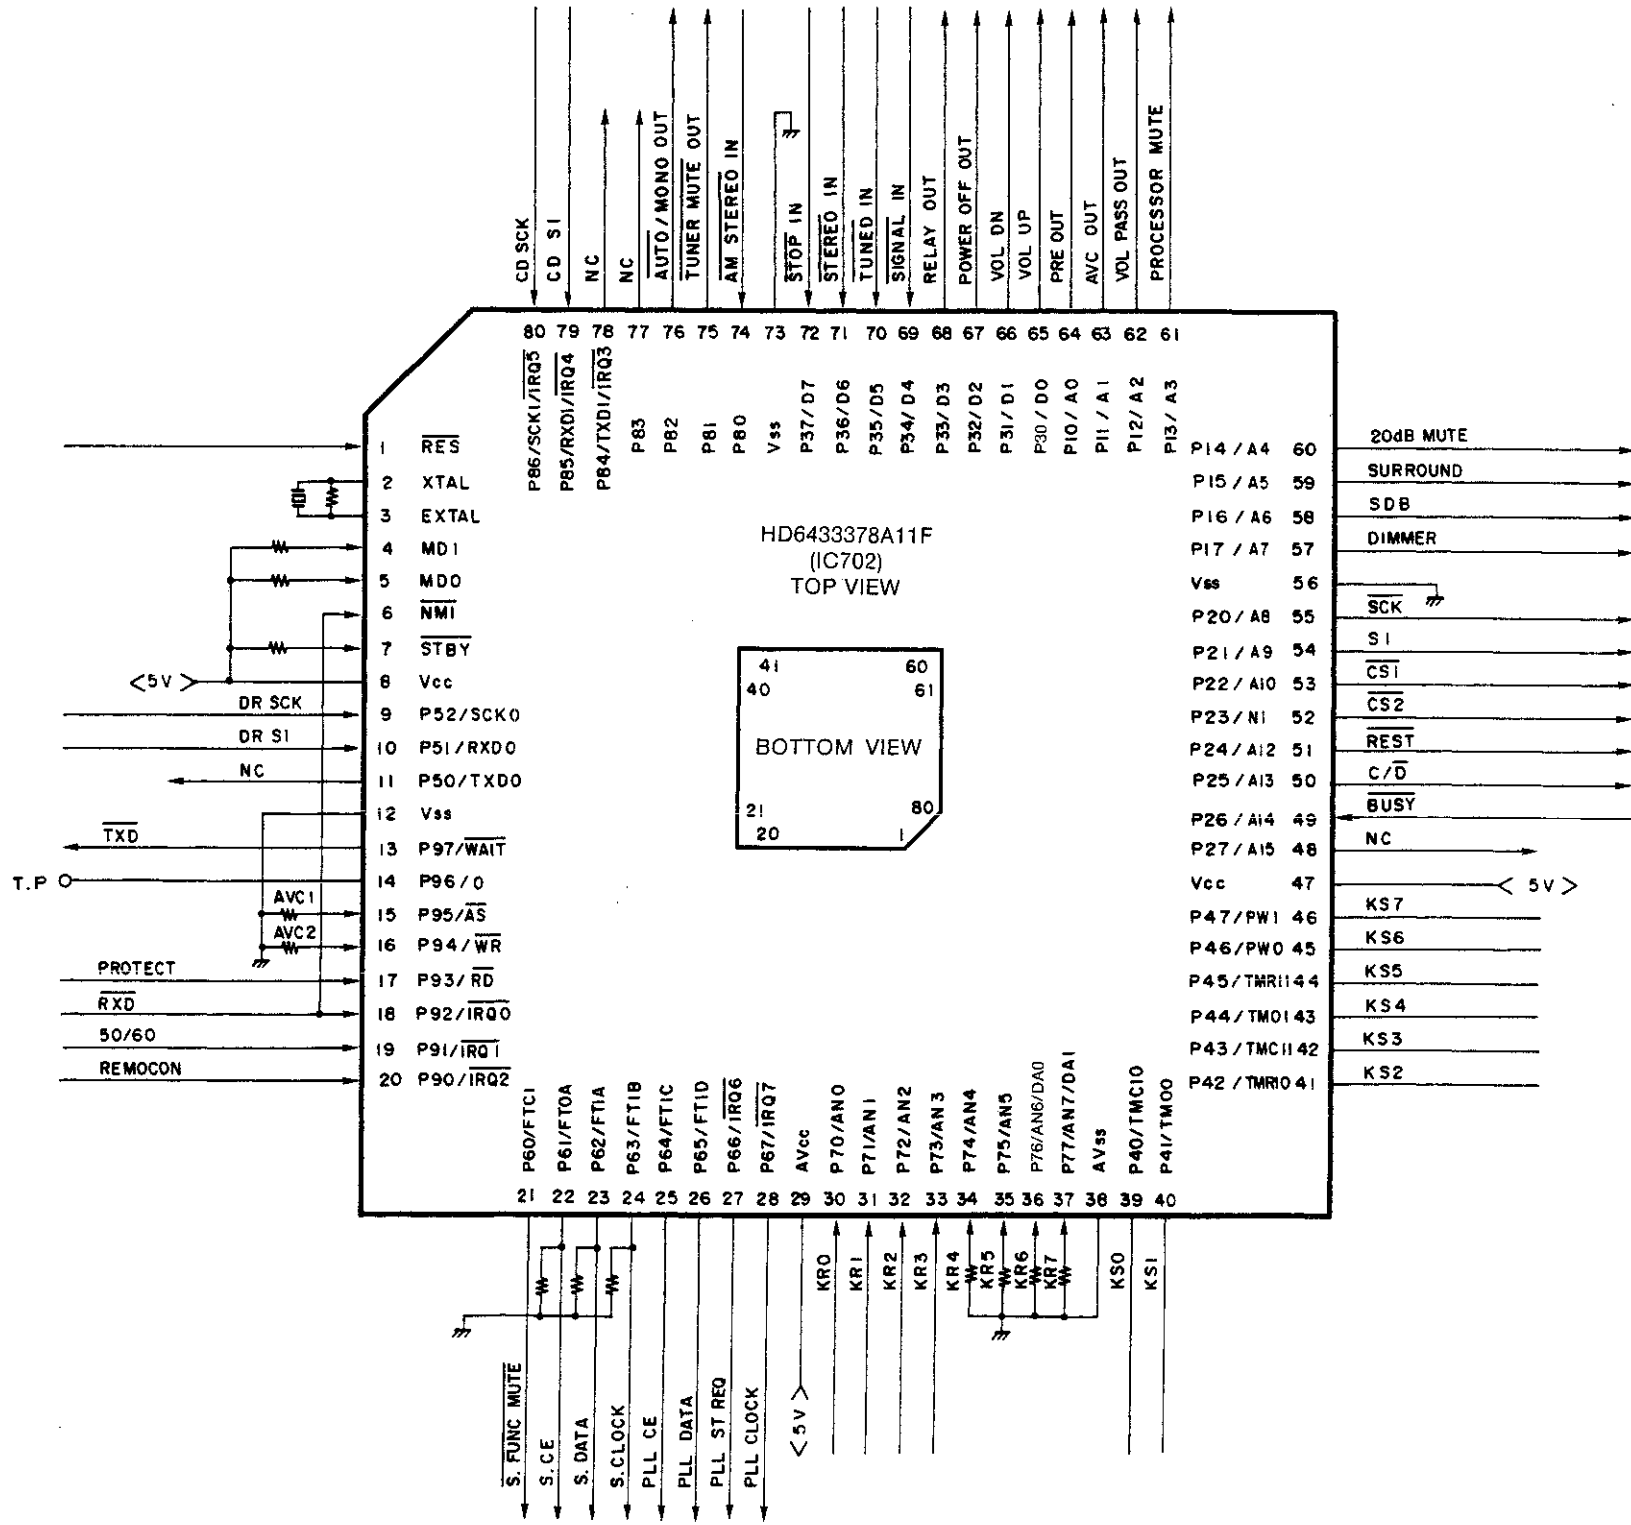 CD SCK
CD SI
NC
NC
AUTO/MONO OUT
TUNER MUTE OUT
AM STEREO IN
STOP IN
STEREO IN
TUNED IN
SIGNAL IN
RELAY OUT
POWER OFF OUT
VOL DN
VOL UP
PRE OUT
AVC OUT
VOL PASS OUT
PROCESSOR MUTE
80 79 78 77 76 75 74 73 72 71 70 69 68 67 66 65 64 63 62 61
P86/SCK1/IRQ5
P85/RXD1/IRQ4
P84/TXD1/IRQ3
P83
P82
P81
P80
Vss
P37/D7
P36/D6
P35/D5
P34/D4
P33/D3
P32/D2
P31/D1
P30/D0
P10/A0
P11/A1
P12/A2
P13/A3
1 RES
2 XTAL
3 EXTAL
4 MD1
5 MD0
6 NMI
7 STBY
<5V> 8 Vcc
DR SCK 9 P52/SCK0
DR SI 10 P51/RXD0
NC 11 P50/TXD0
12 Vss
TXD 13 P97/WAIT
T.P 14 P96/0
AVC1 15 P95/AS
AVC2 16 P94/WR
PROTECT 17 P93/RD
RXD 18 P92/IRQ0
50/60 19 P91/IRQ1
REMOCON 20 P90/IRQ2
HD6433378A11F
(IC702)
TOP VIEW
41 60
40 61
BOTTOM VIEW
21 80
20 1
P14/A4 60 20dB MUTE
P15/A5 59 SURROUND
P16/A6 58 SDB
P17/A7 57 DIMMER
Vss 56
P20/A8 55 SCK
P21/A9 54 SI
P22/A10 53 CS1
P23/N1 52 CS2
P24/A12 51 REST
P25/A13 50 C/D
P26/A14 49 BUSY
P27/A15 48 NC
Vcc 47 <5V>
P47/PW1 46 KS7
P46/PW0 45 KS6
P45/TMRI1 44 KS5
P44/TMO1 43 KS4
P43/TMCI1 42 KS3
P42/TMRI0 41 KS2
P60/FTCI
P61/FTOA
P62/FTIA
P63/FTIB
P64/FTIC
P65/FTID
P66/IRQ6
P67/IRQ7
AVcc
P70/AN0
P71/AN1
P72/AN2
P73/AN3
P74/AN4
P75/AN5
P76/AN6/DA0
P77/AN7/DA1
AVss
P40/TMCI0
P41/TMO0
21 22 23 24 25 26 27 28 29 30 31 32 33 34 35 36 37 38 39 40
KR0
KR1
KR2
KR3
KR4
KR5
KR6
KR7
KS0
KS1
S.FUNC MUTE
S.CE
S.DATA
S.CLOCK
PLL CE
PLL DATA
PLL ST REQ
PLL CLOCK
<5V>